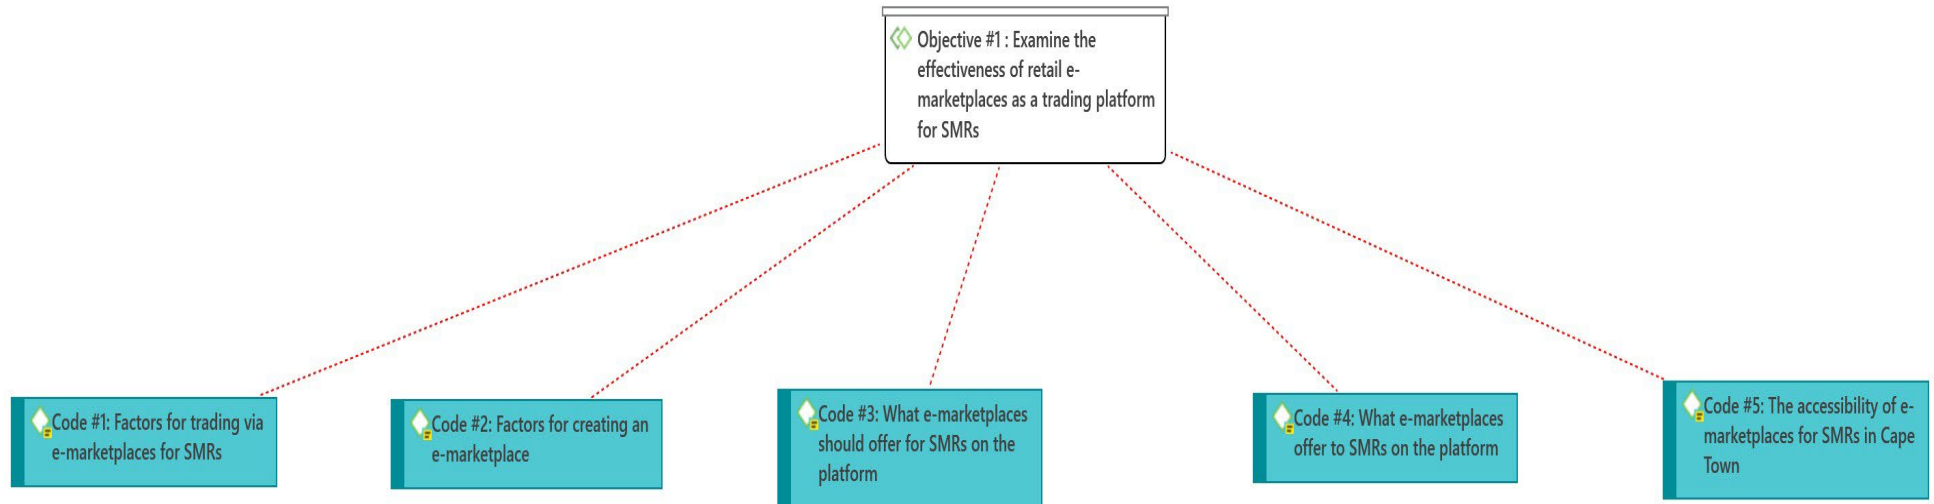 Objective #1 : Examine the
effectiveness of retail e-
marketplaces as a trading platform
for SMRs
Code #1: Factors for trading via
e-marketplaces for SMRs
Code #2: Factors for creating an
e-marketplace
Code #3: What e-marketplaces
should offer for SMRs on the
platform
Code #4: What e-marketplaces
offer to SMRs on the platform
Code #5: The accessibility of e-
marketplaces for SMRs in Cape
Town